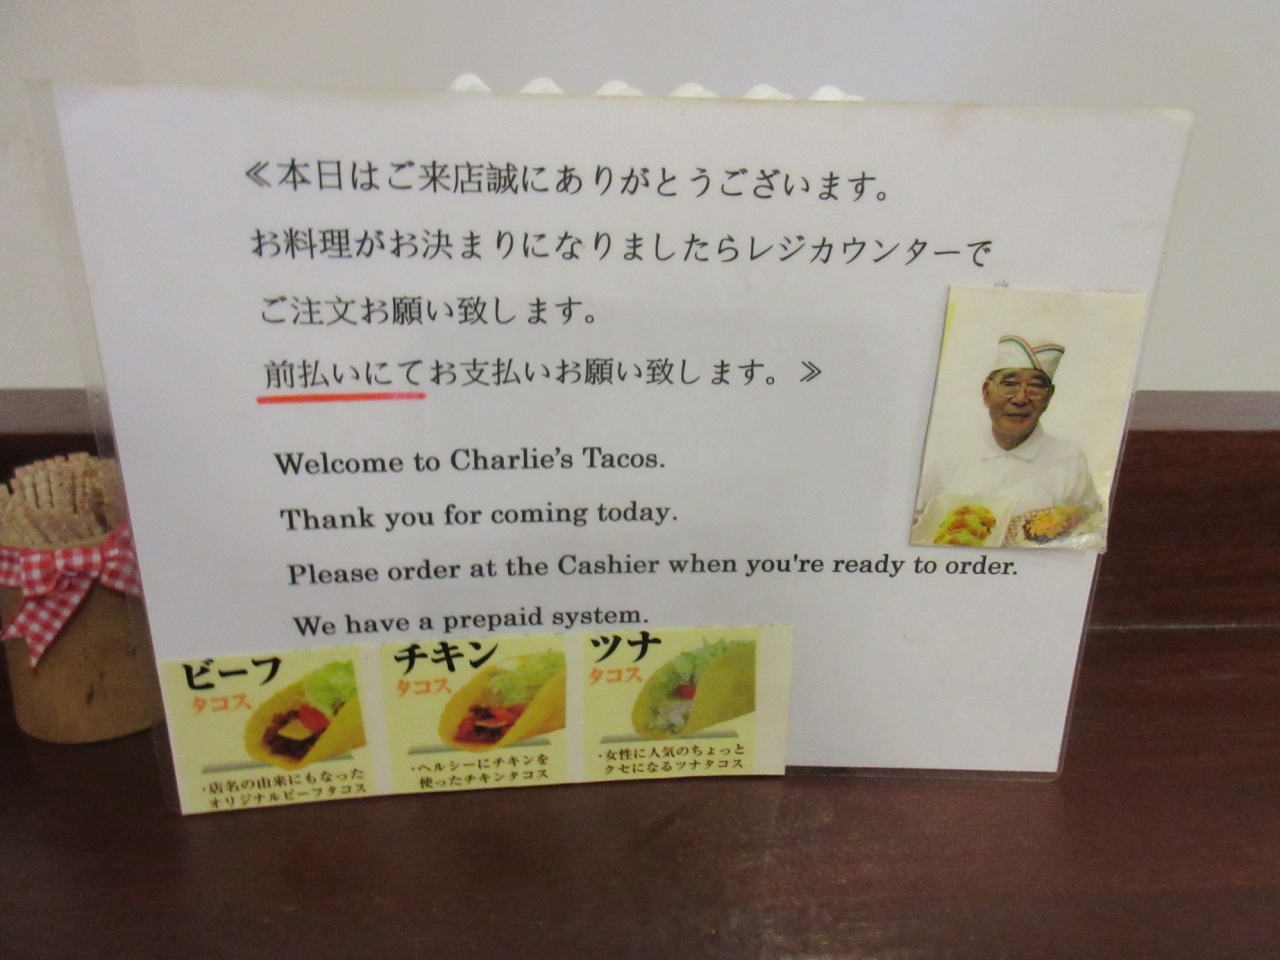 ≪本日はご来店誠にありがとうございます。
お料理がお決まりになりましたらレジカウンターで
ご注文お願い致します。
前払いにてお支払いお願い致します。≫
Welcome to Charlie's Tacos.
Thank you for coming today.
Please order at the Cashier when you're ready to order.
We have a prepaid system.
ビーフ
タコス
・店名の由来にもなった
オリジナルビーフタコス
チキン
タコス
・ヘルシーにチキンを
使ったチキンタコス
ツナ
タコス
・女性に人気のちょっと
クセになるツナタコス